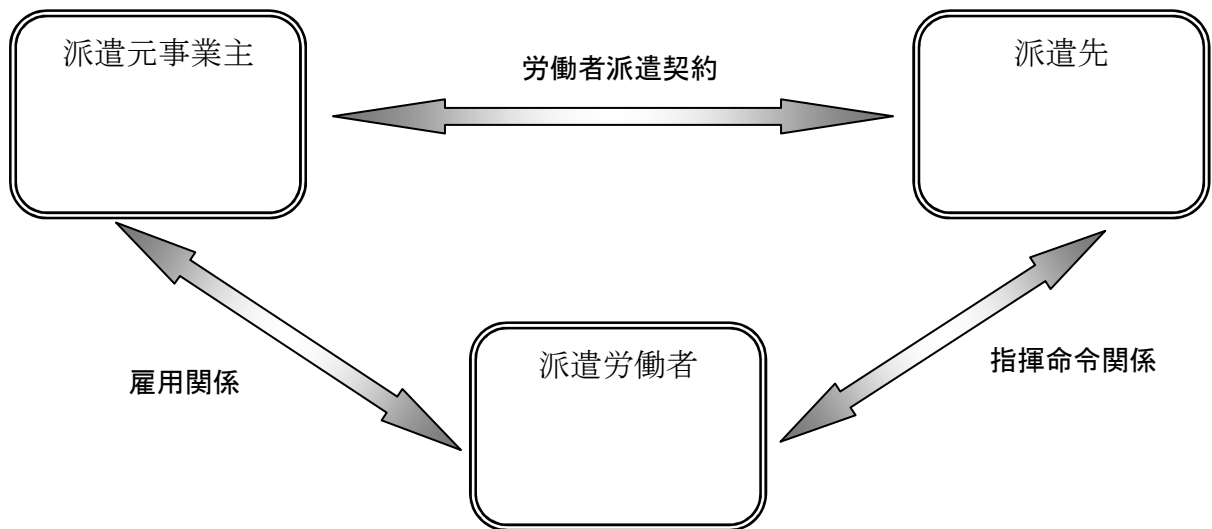 派遣元事業主
労働者派遣契約
派遣先
雇用関係
派遣労働者
指揮命令関係